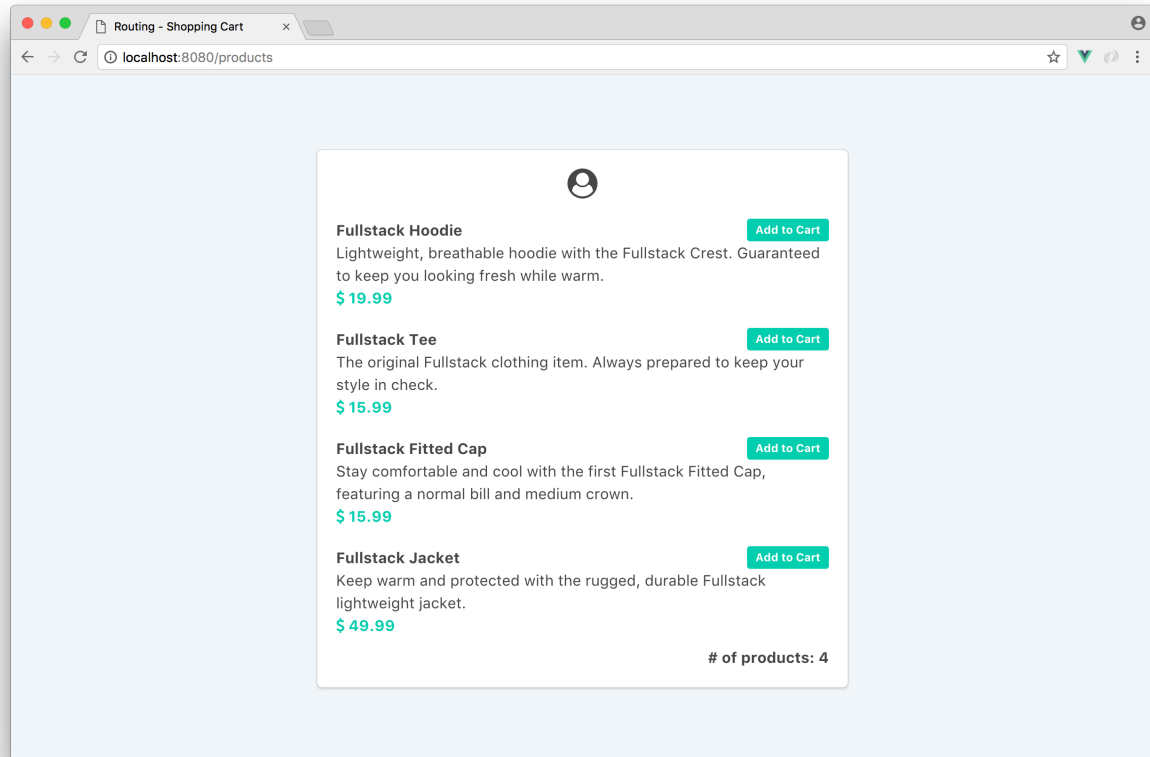 Routing - Shopping Cart
localhost:8080/products
Fullstack Hoodie
Add to Cart
Lightweight, breathable hoodie with the Fullstack Crest. Guaranteed
to keep you looking fresh while warm.
$ 19.99
Fullstack Tee
Add to Cart
The original Fullstack clothing item. Always prepared to keep your
style in check.
$ 15.99
Fullstack Fitted Cap
Add to Cart
Stay comfortable and cool with the first Fullstack Fitted Cap,
featuring a normal bill and medium crown.
$ 15.99
Fullstack Jacket
Add to Cart
Keep warm and protected with the rugged, durable Fullstack
lightweight jacket.
$ 49.99
# of products: 4